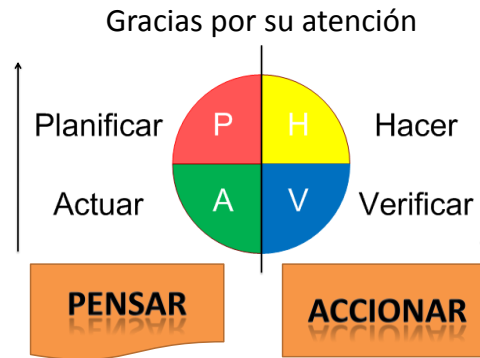 Gracias por su atención
Planificar P H Hacer
Actuar A V Verificar
PENSAR ACCIONAR